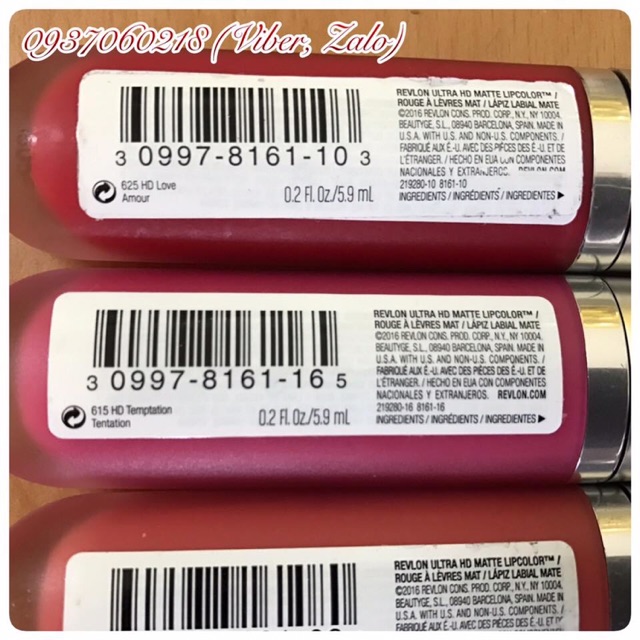 0937060218 (Viber, Zalo)
REVLON ULTRA HD MATTE LIPCOLOR™ /
ROUGE À LÈVRES MAT / LÁPIZ LABIAL MATE
©2016 REVLON CONS. PROD. CORP., N.Y., N.Y. 10004.
BEAUTYGE, S.L., 08940 BARCELONA, SPAIN. MADE IN
U.S.A. WITH U.S. AND NON-U.S. COMPONENTS. /
FABRIQUÉ AUX É.-U. AVEC DES PIÈCES DES É.-U. ET DE
L'ÉTRANGER. / HECHO EN EUA CON COMPONENTES
NACIONALES Y EXTRANJEROS. REVLON.COM
219280-10 8161-10
INGREDIENTS / INGRÉDIENTS / INGREDIENTES ▶
3 0997-8161-10 3
625 HD Love
Amour
0.2 Fl. Oz./5.9 mL
REVLON ULTRA HD MATTE LIPCOLOR™ /
ROUGE À LÈVRES MAT / LÁPIZ LABIAL MATE
©2016 REVLON CONS. PROD. CORP., N.Y., N.Y. 10004.
BEAUTYGE, S.L., 08940 BARCELONA, SPAIN. MADE IN
U.S.A. WITH U.S. AND NON-U.S. COMPONENTS. /
FABRIQUÉ AUX É.-U. AVEC DES PIÈCES DES É.-U. ET DE
L'ÉTRANGER. / HECHO EN EUA CON COMPONENTES
NACIONALES Y EXTRANJEROS. REVLON.COM
219280-16 8161-16
INGREDIENTS / INGRÉDIENTS / INGREDIENTES ▶
3 0997-8161-16 5
615 HD Temptation
Tentation
0.2 Fl. Oz./5.9 mL
REVLON ULTRA HD MATTE LIPCOLOR™ /
ROUGE À LÈVRES MAT / LÁPIZ LABIAL MATE
©2016 REVLON CONS. PROD. CORP., N.Y., N.Y. 10004.
BEAUTYGE, S.L., 08940 BARCELONA, SPAIN. MADE IN
U.S.A. WITH U.S. AND NON-U.S. COMPONENTS. /